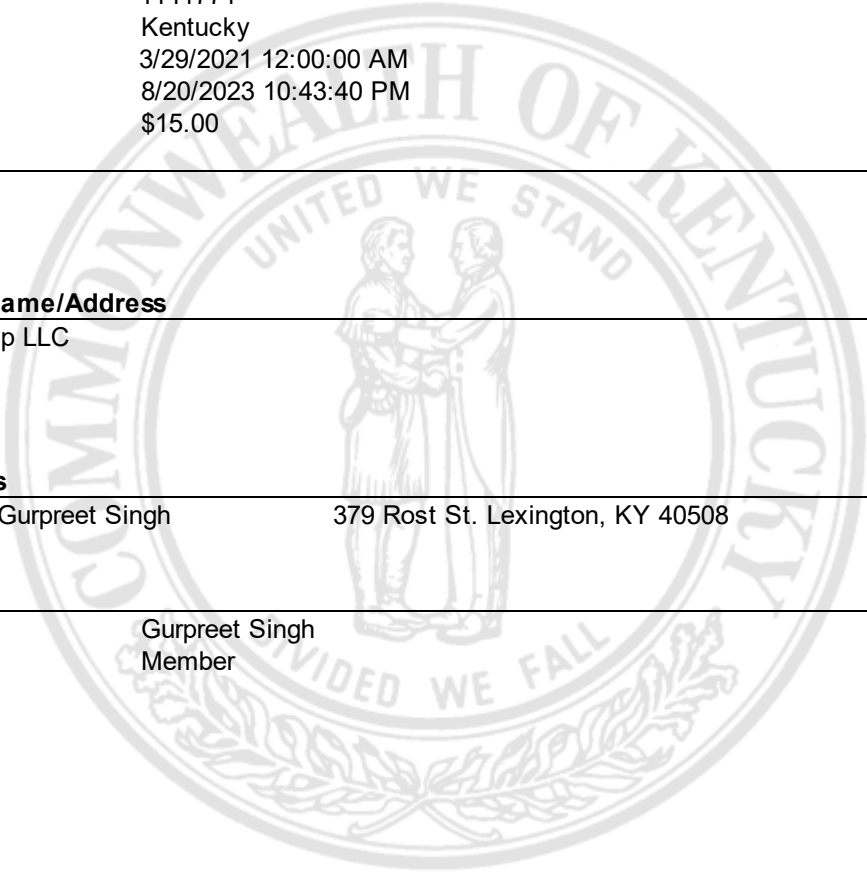 Kentucky
3/29/2021 12:00:00 AM
8/20/2023 10:43:40 PM
$15.00
COMMONWEALTH OF KENTUCKY
UNITED WE STAND
ame/Address
p LLC
s
Gurpreet Singh 379 Rost St. Lexington, KY 40508
Gurpreet Singh
Member
DIVIDED WE FALL